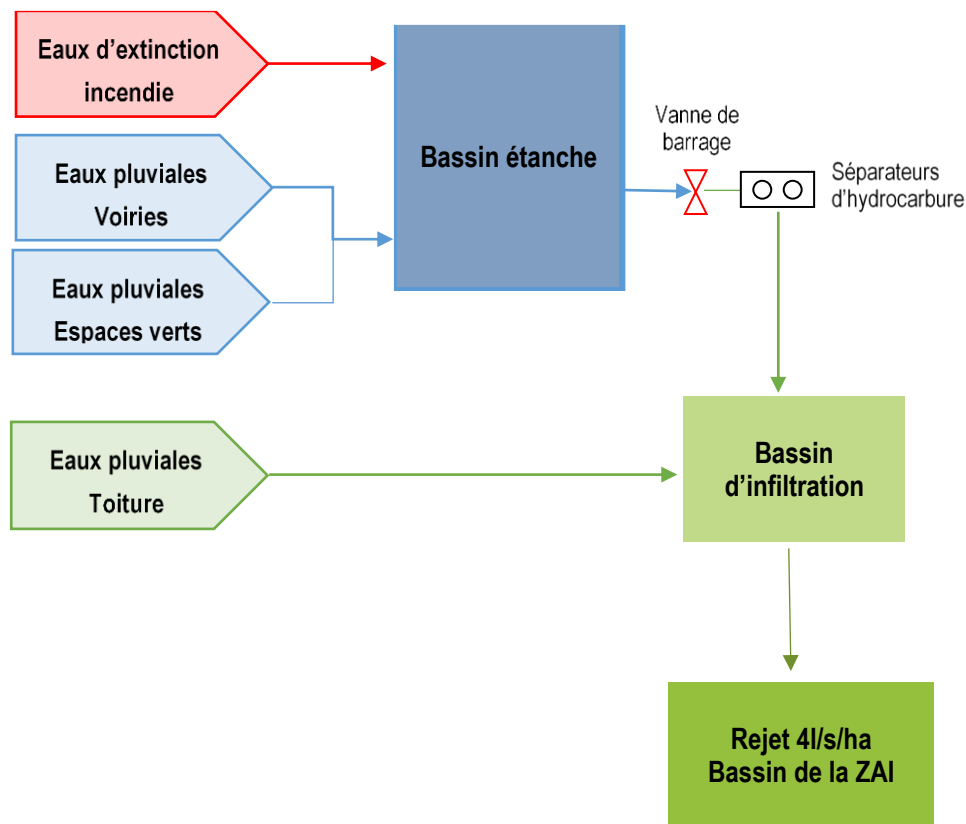 Eaux d’extinction
incendie
Bassin étanche
Vanne de
barrage
Séparateurs
d’hydrocarbure
Eaux pluviales
Voiries
Eaux pluviales
Espaces verts
Eaux pluviales
Toiture
Bassin
d’infiltration
Rejet 4l/s/ha
Bassin de la ZAI